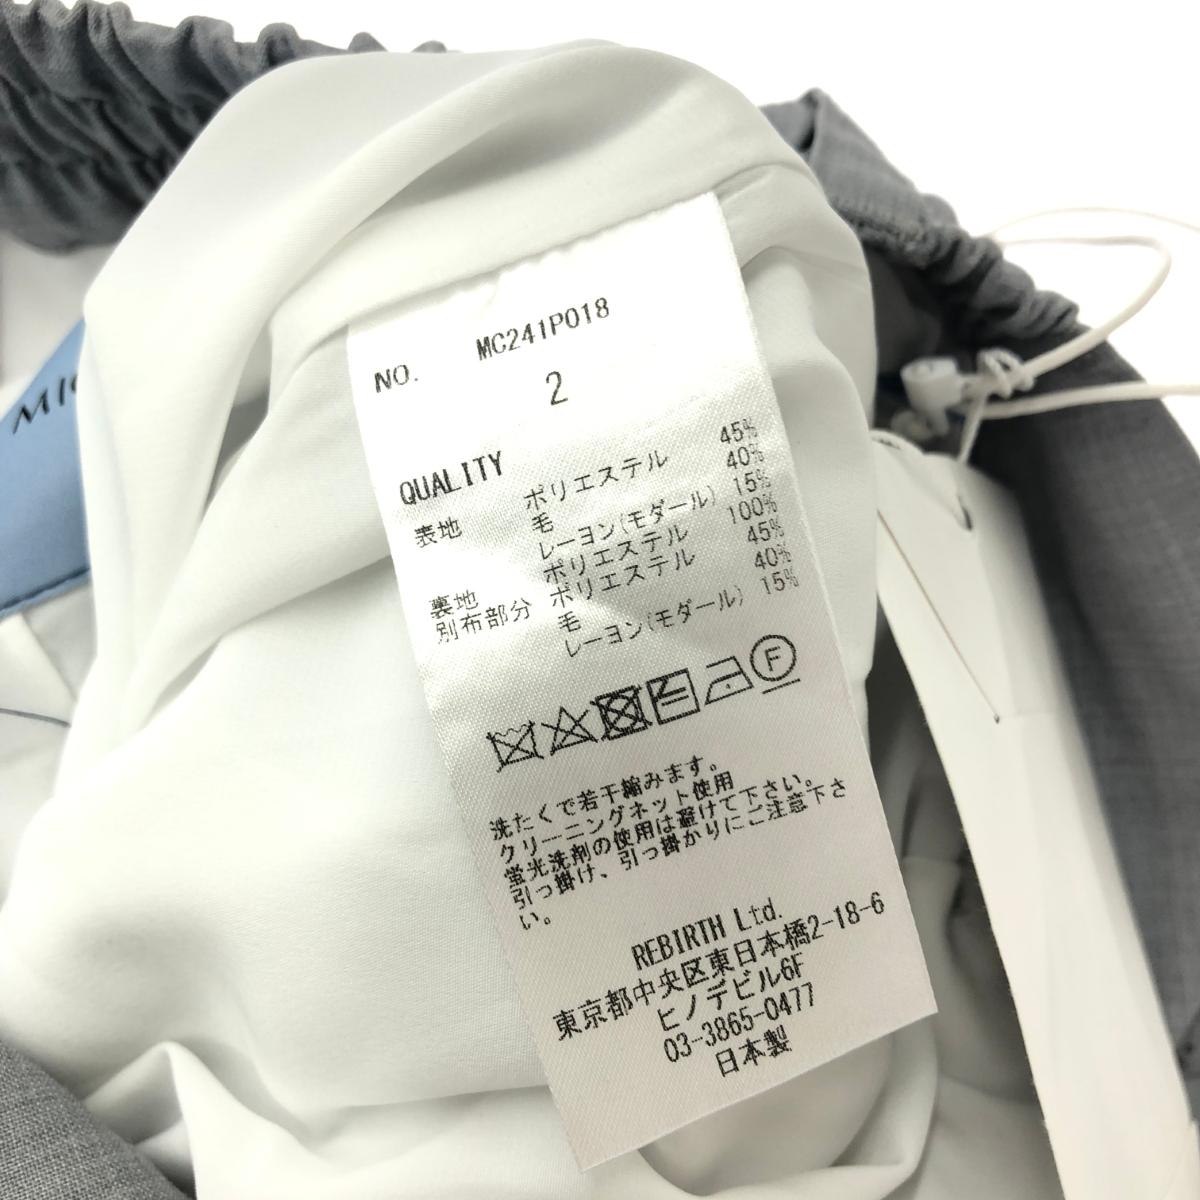 NO. MC241P018
2
QUALITY
表地 ポリエステル 45%
毛 40%
レーヨン(モダール) 15%
裏地 ポリエステル 100%
別布部分 ポリエステル 45%
毛 40%
レーヨン(モダール) 15%
F
洗たくで若干縮みます。
クリーニングネット使用
蛍光洗剤の使用は避けて下さい。
引っ掛け、引っ掛かりにご注意下さ
い。
REBIRTH Ltd.
東京都中央区東日本橋2-18-6
ヒノデビル6F
03-3865-0477
日本製